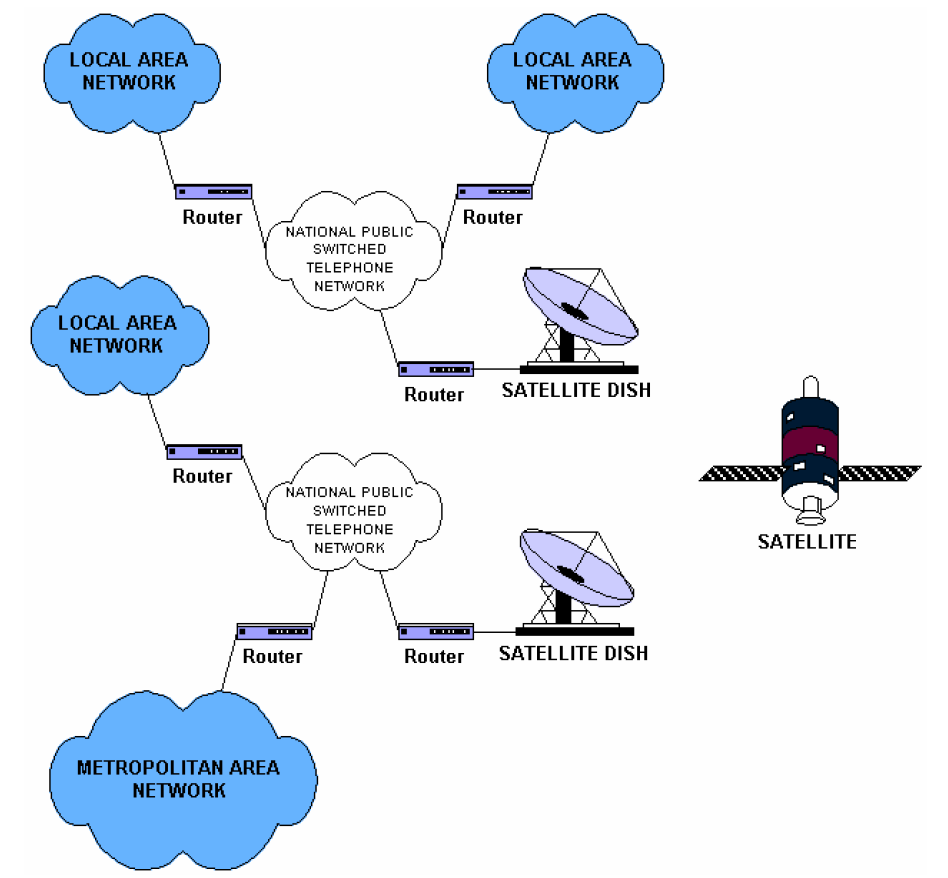 LOCAL AREA
NETWORK
LOCAL AREA
NETWORK
Router
Router
NATIONAL PUBLIC
SWITCHED
TELEPHONE
NETWORK
LOCAL AREA
NETWORK
Router
SATELLITE DISH
Router
NATIONAL PUBLIC
SWITCHED
TELEPHONE
NETWORK
SATELLITE
Router
Router
SATELLITE DISH
METROPOLITAN AREA
NETWORK